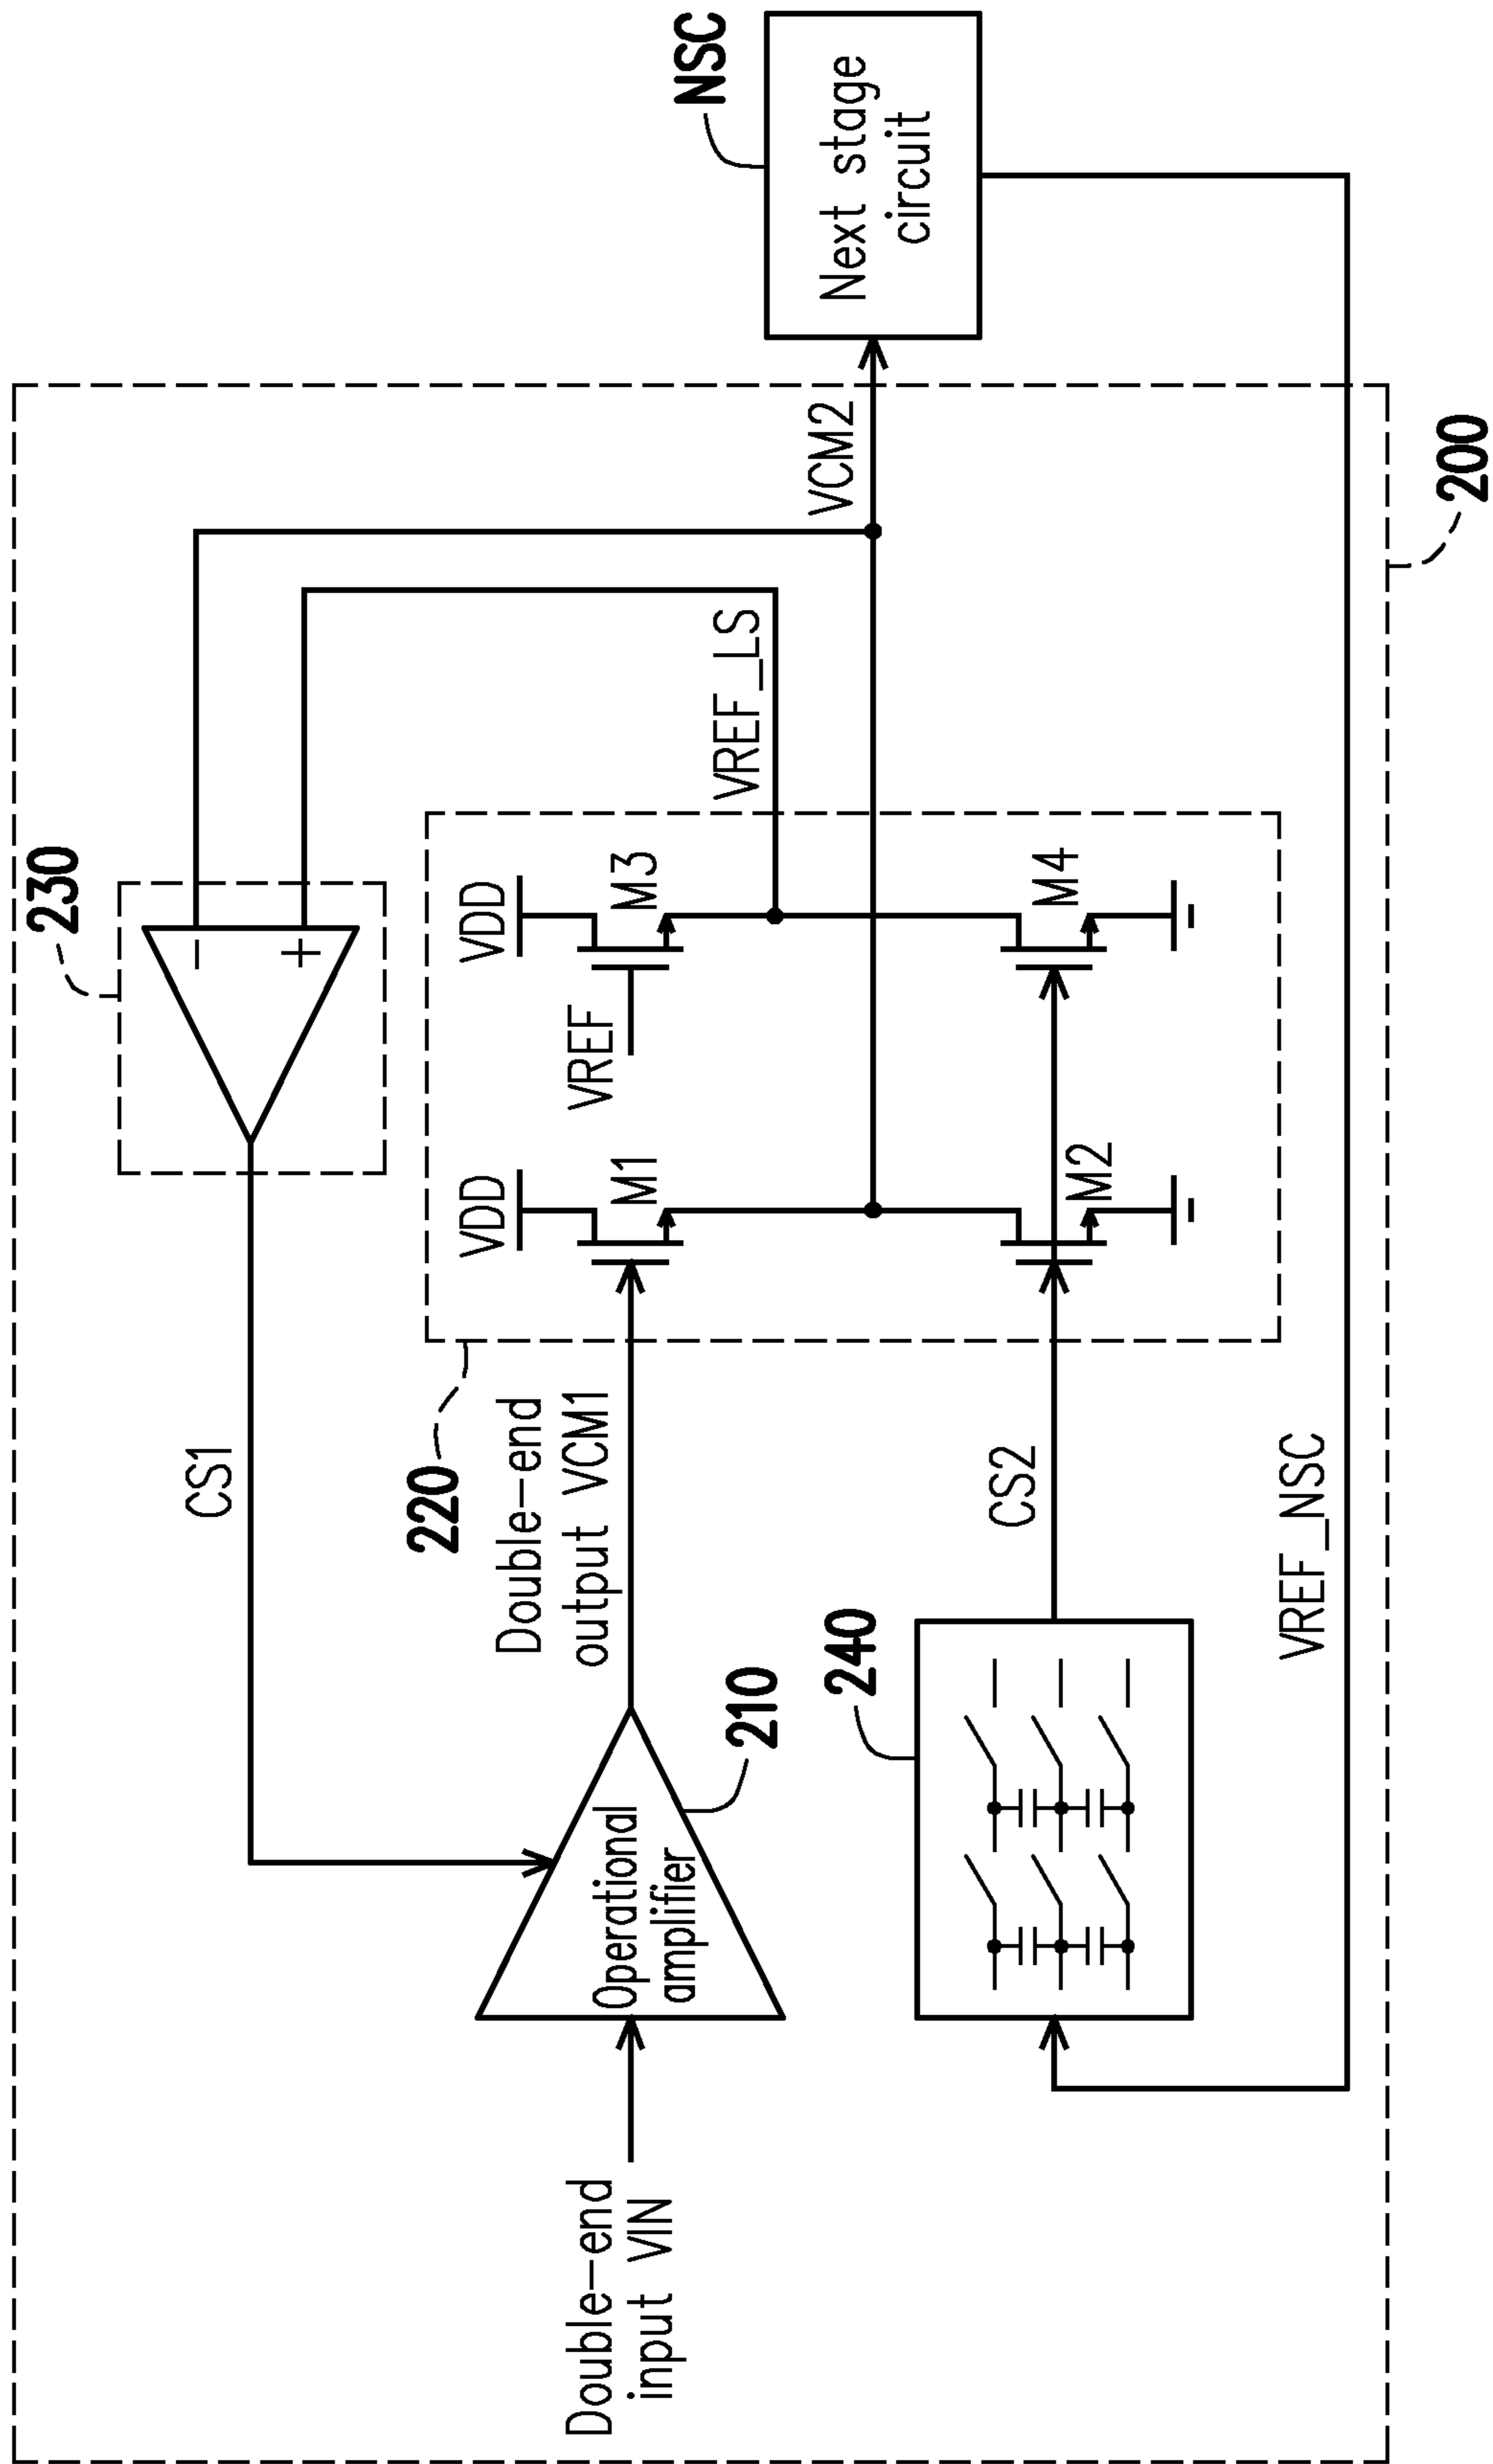 230
NSC
CS1
−
+
Next stage
circuit
220
VDD
VDD
VREF_LS
VCM2
Double−end
output VCM1
M1
VREF
M3
Double−end
input VIN
Operational
amplifier
210
240
CS2
M2
M4
VREF_NSC
200